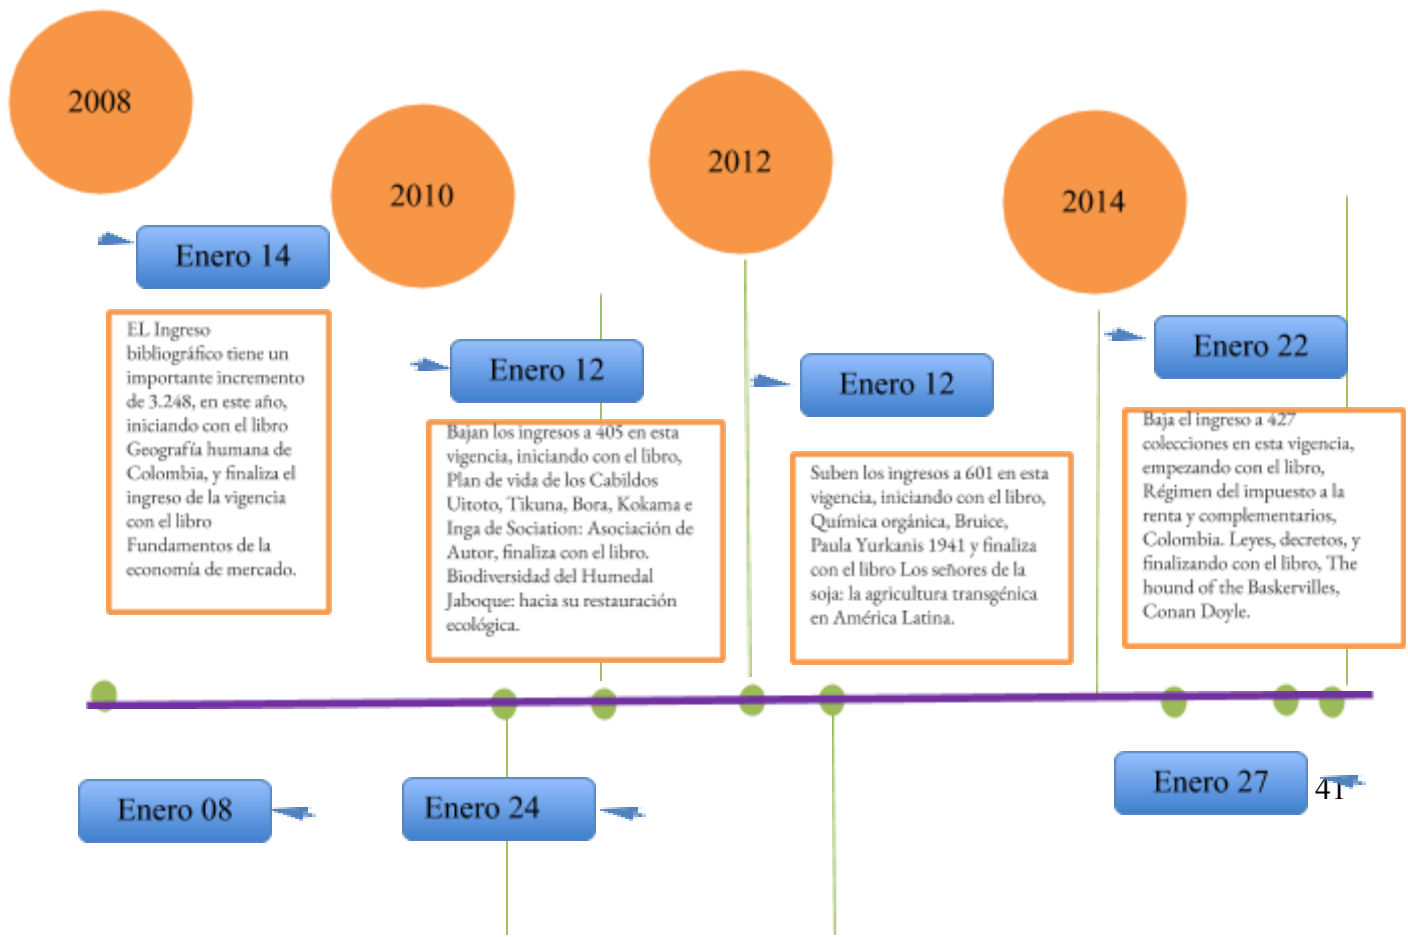 2008
2010
2012
2014
Enero 14
EL Ingreso
bibliográfico tiene un
importante incremento
de 3.248, en este año,
iniciando con el libro
Geografía humana de
Colombia, y finaliza el
ingreso de la vigencia
con el libro
Fundamentos de la
economía de mercado.
Enero 12
Bajan los ingresos a 405 en esta
vigencia, iniciando con el libro,
Plan de vida de los Cabildos
Uitoto, Tikuna, Bora, Kokama e
Inga de Sociation: Asociación de
Autor, finaliza con el libro.
Biodiversidad del Humedal
Jaboque: hacia su restauración
ecológica.
Enero 12
Suben los ingresos a 601 en esta
vigencia, iniciando con el libro,
Química orgánica, Bruice,
Paula Yurkanis 1941 y finaliza
con el libro Los señores de la
soja: la agricultura transgénica
en América Latina.
Enero 22
Baja el ingreso a 427
colecciones en esta vigencia,
empezando con el libro,
Régimen del impuesto a la
renta y complementarios,
Colombia. Leyes, decretos, y
finalizando con el libro, The
hound of the Baskervilles,
Conan Doyle.
Enero 08
Enero 24
Enero 27
41